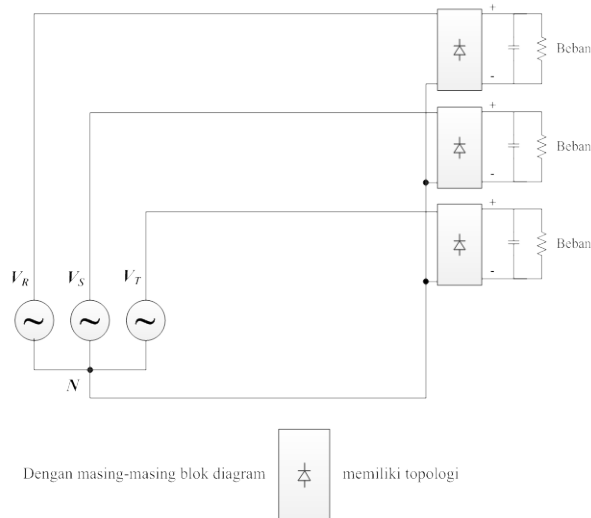 +
-
Beban
+
-
Beban
+
-
Beban
V_R V_S V_T
N
Dengan masing-masing blok diagram memiliki topologi